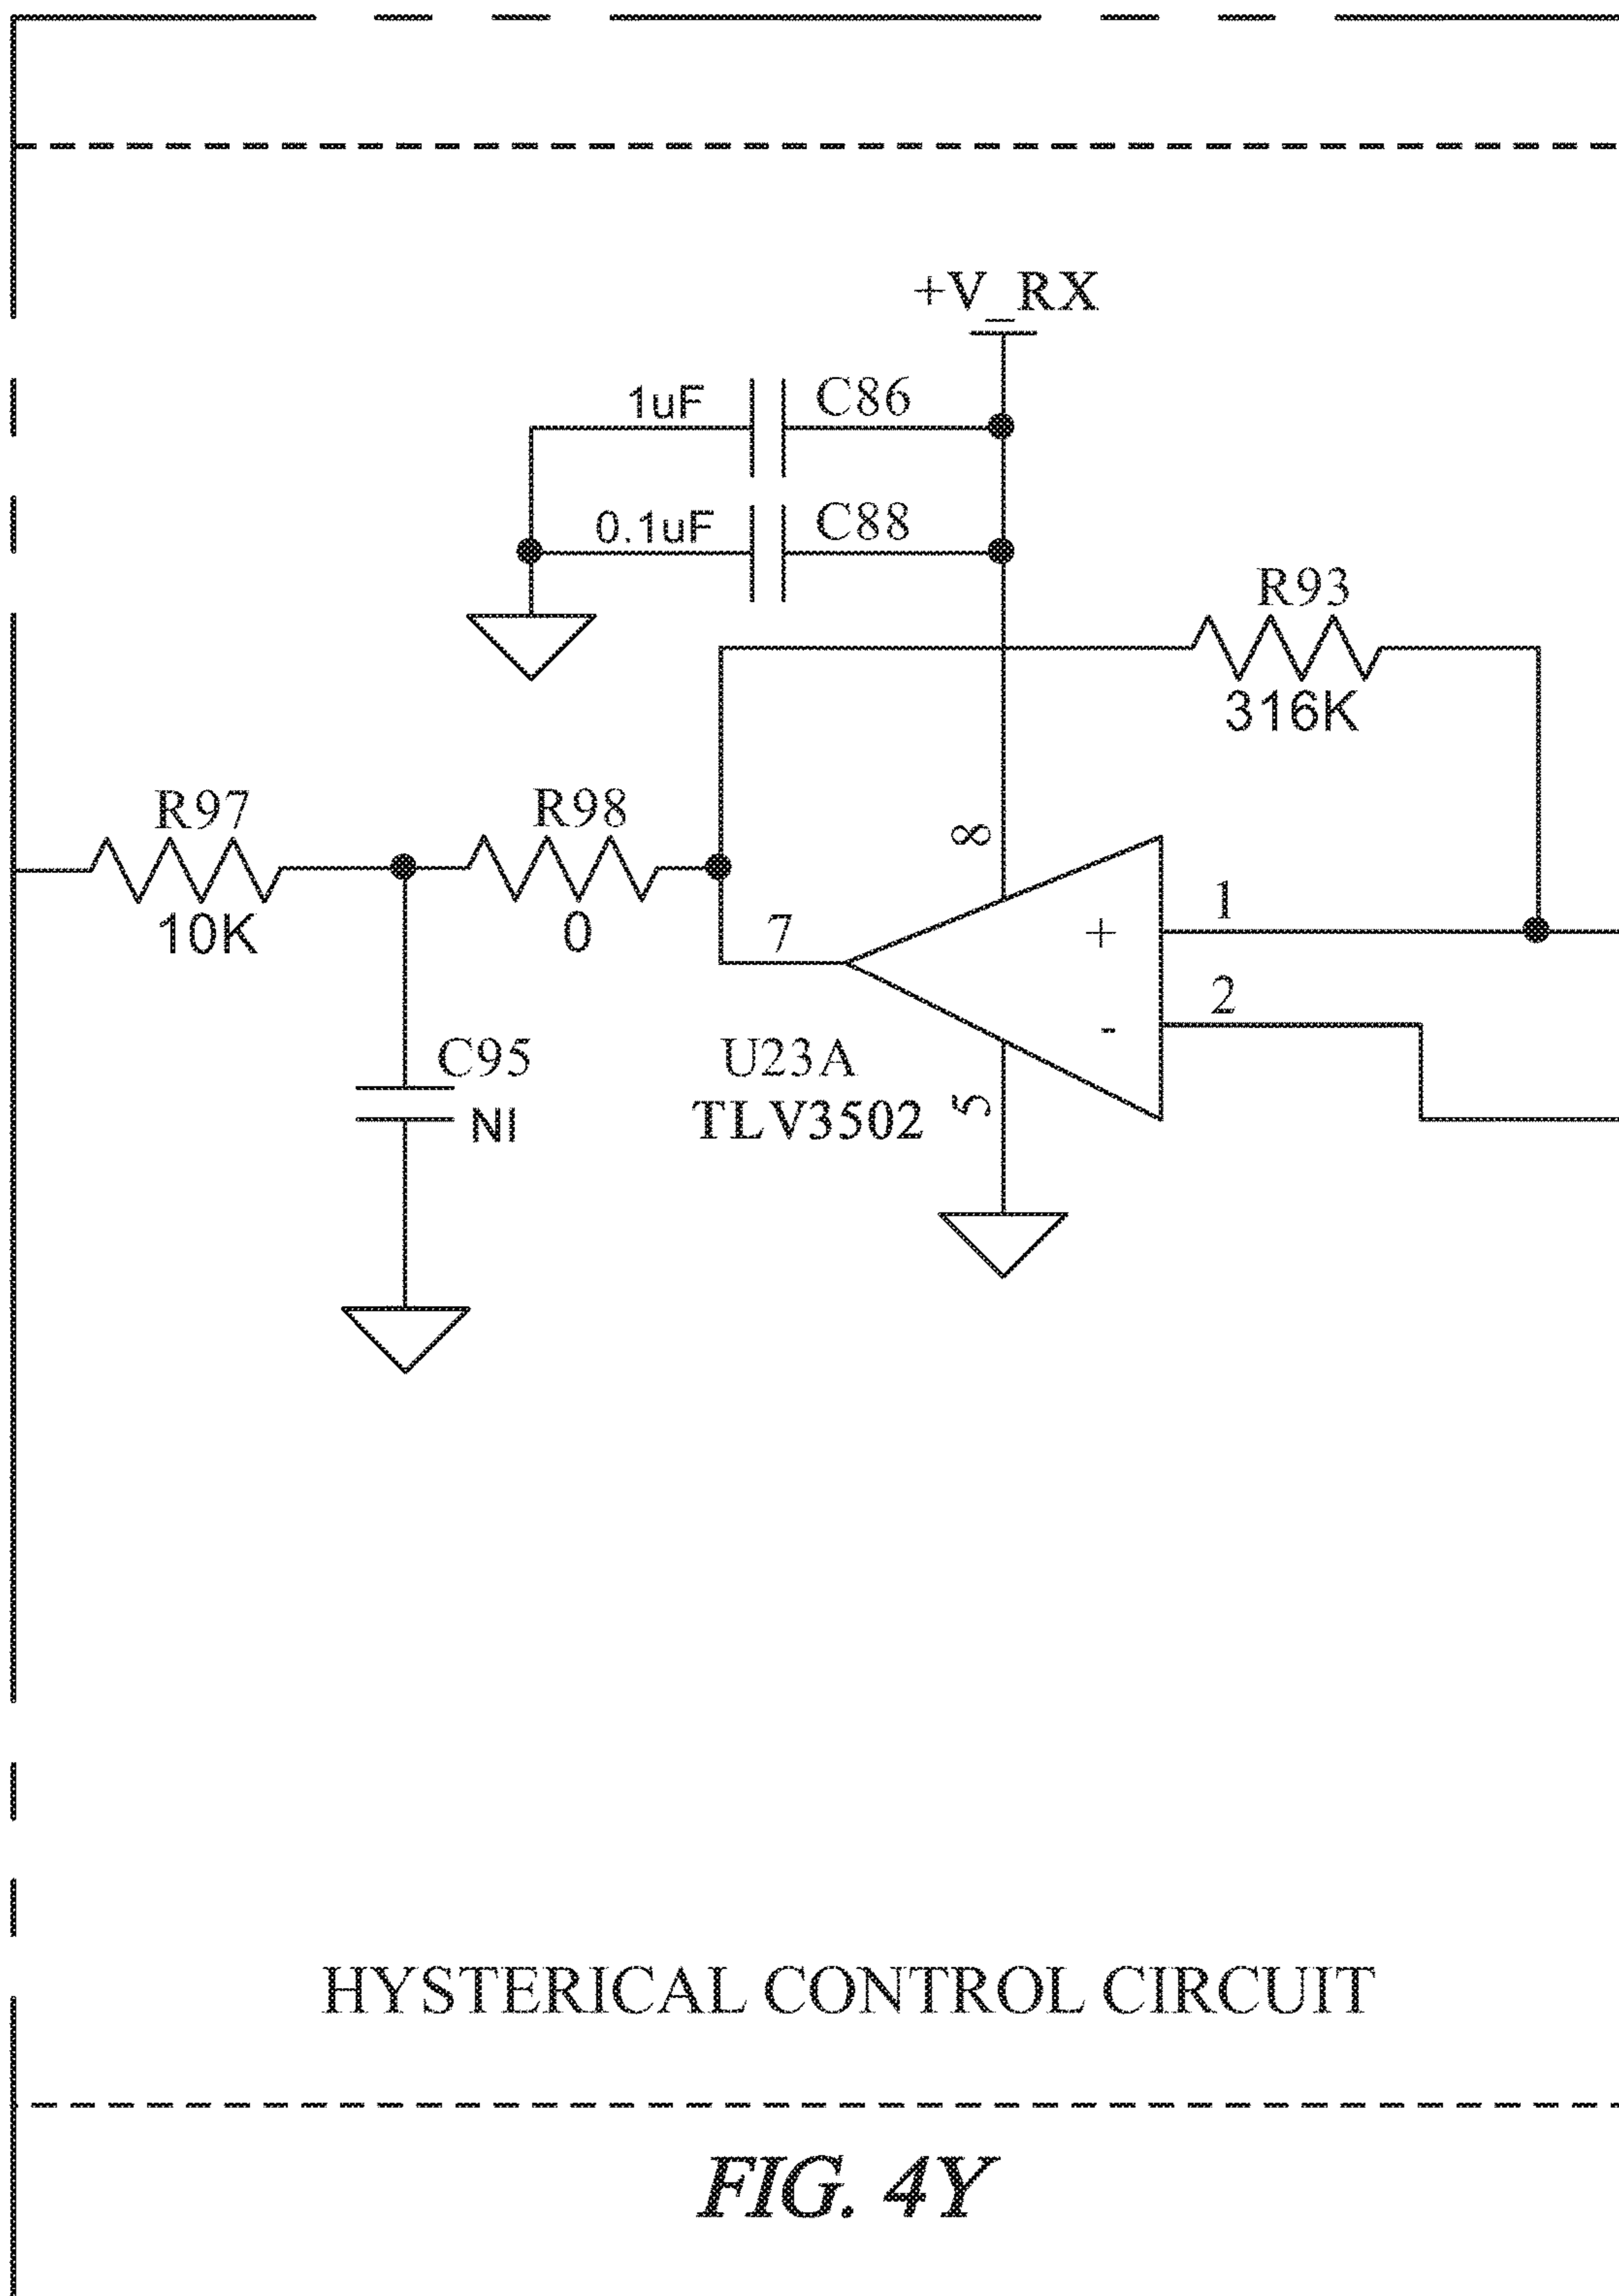 +V_RX
1uF
C86
0.1uF
C88
R93
316K
R97
10K
R98
0
8
7
+
1
-
2
C95
NI
U23A
TLV3502
5
HYSTERICAL CONTROL CIRCUIT
FIG. 4Y